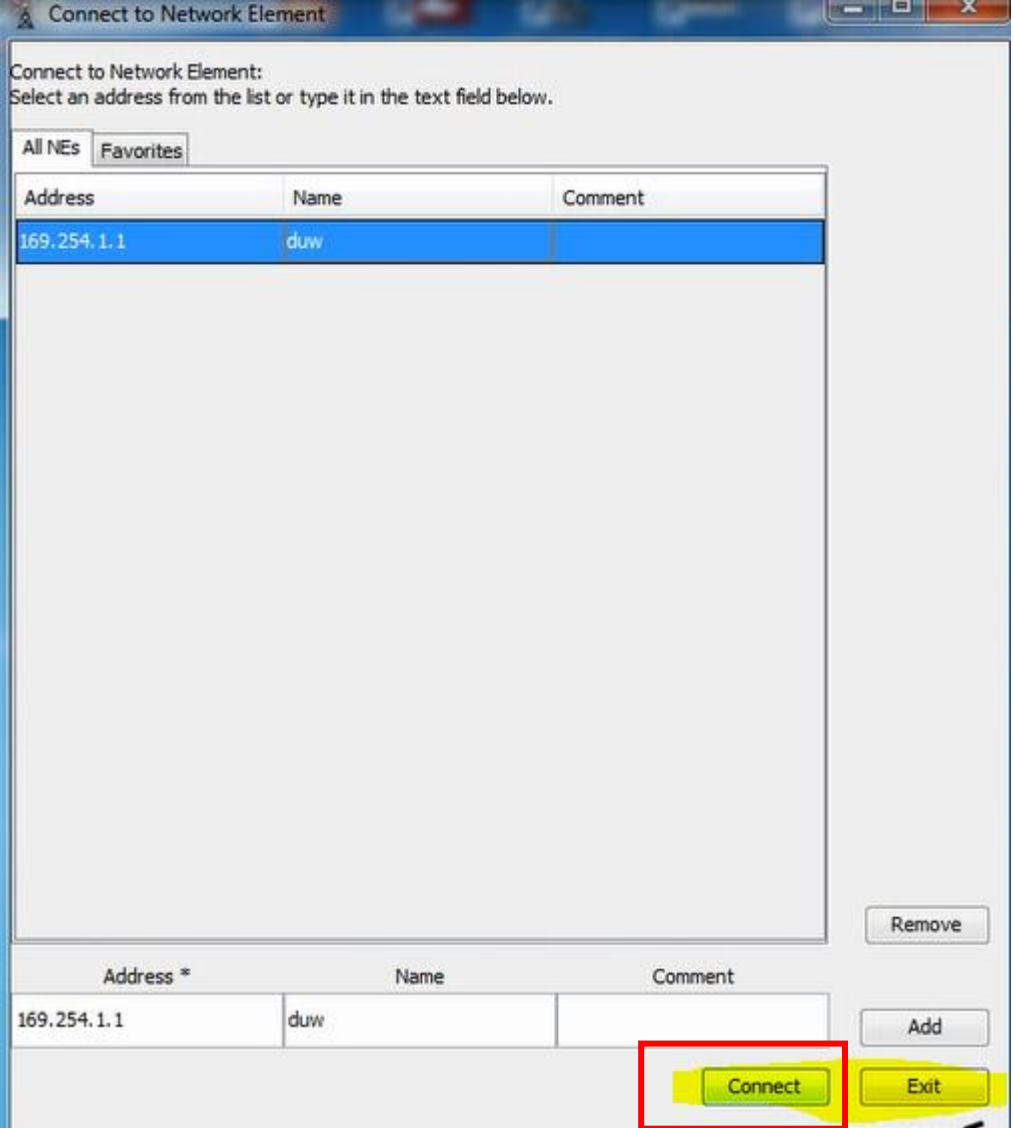 Connect to Network Element
Connect to Network Element:
Select an address from the list or type it in the text field below.
All NEs Favorites
Address Name Comment
169.254.1.1 duw
Remove
Address * Name Comment
169.254.1.1 duw
Add
Connect Exit